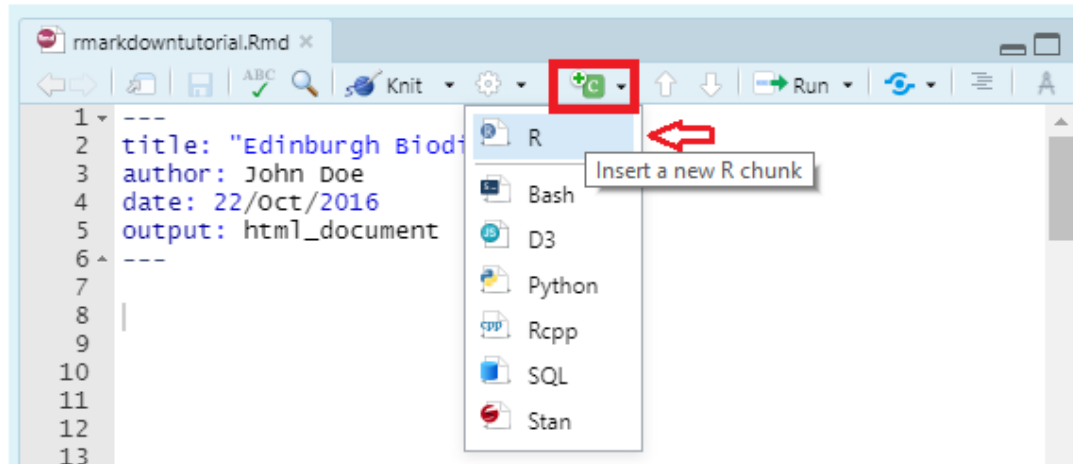 rmarkdowntutorial.Rmd ×
ABC Knit Run A
1 ---
2 title: "Edinburgh Biodi
3 author: John Doe
4 date: 22/Oct/2016
5 output: html_document
6 ---
7
8
9
10
11
12
13
R
Insert a new R chunk
Bash
D3
Python
Rcpp
SQL
Stan